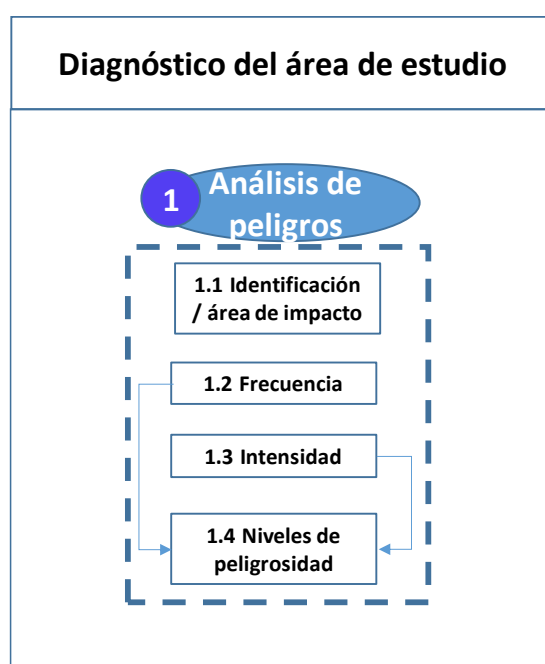 Diagnóstico del área de estudio
1
Análisis de
peligros
1.1 Identificación
/ área de impacto
1.2 Frecuencia
1.3 Intensidad
1.4 Niveles de
peligrosidad